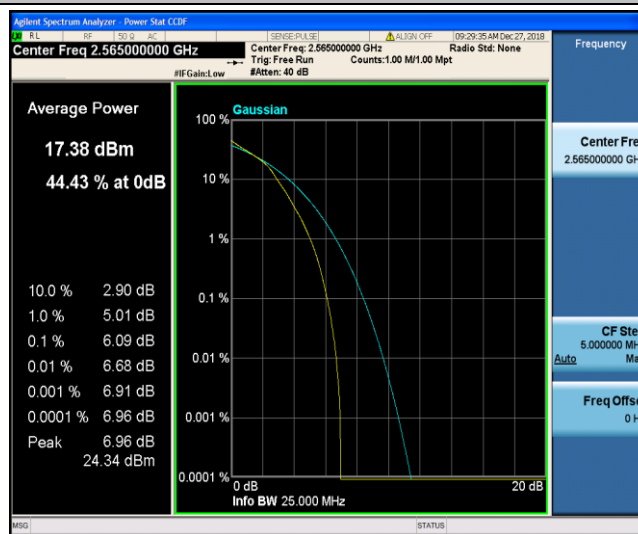 Agilent Spectrum Analyzer - Power Stat CCDF
RL RF 50 Ω AC SENSE:PULSE ALIGN OFF 09:29:35 AM Dec 27, 2018
Center Freq 2.565000000 GHz
Center Freq: 2.565000000 GHz Radio Std: None
Trig: Free Run Counts:1.00 M/1.00 Mpt
#IFGain:Low #Atten: 40 dB
Frequency
Average Power
17.38 dBm
44.43 % at 0dB
10.0 % 2.90 dB
1.0 % 5.01 dB
0.1 % 6.09 dB
0.01 % 6.68 dB
0.001 % 6.91 dB
0.0001 % 6.96 dB
Peak 6.96 dB
24.34 dBm
Gaussian
100 %
10 %
1 %
0.1 %
0.01 %
0.001 %
0.0001 %
0 dB 20 dB
Info BW 25.000 MHz
Center Fre
2.565000000 GH
CF Ste
5.000000 MH
Auto Ma
Freq Offse
0 H
MSG STATUS